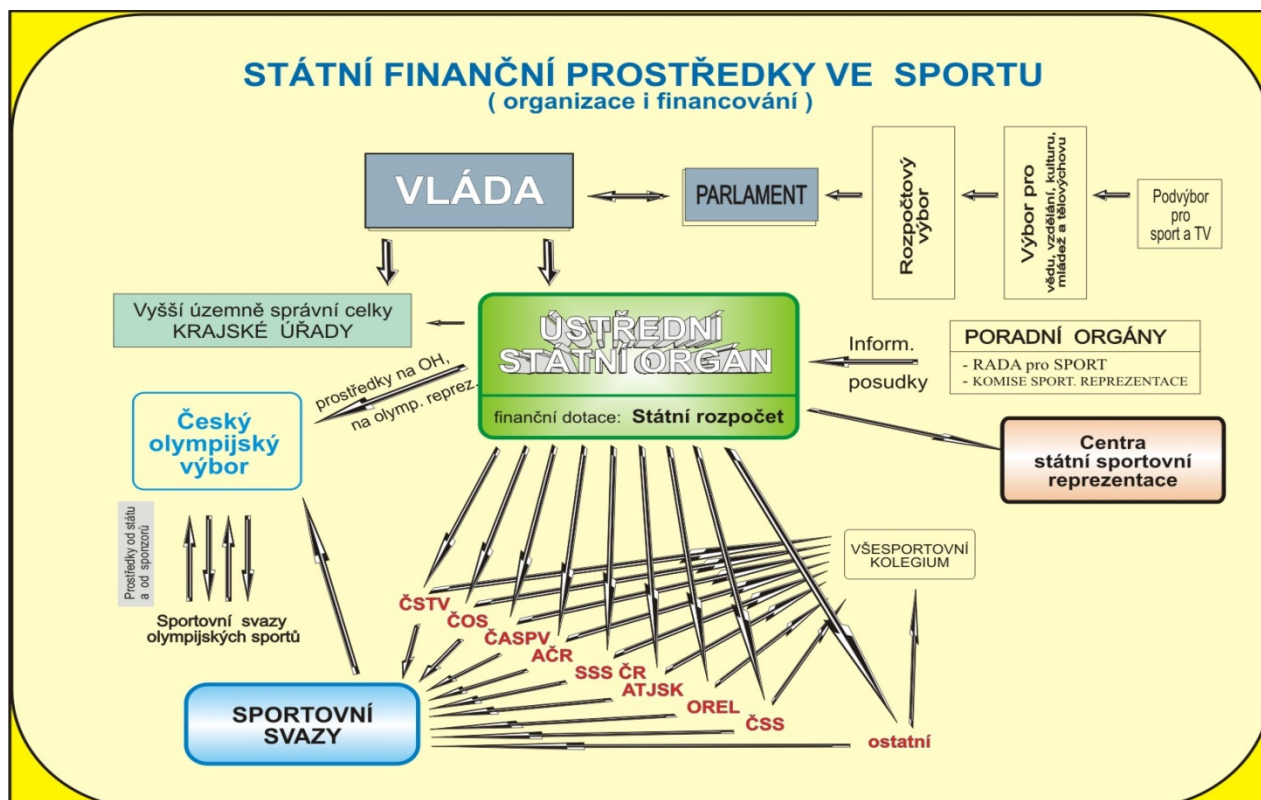 STÁTNÍ FINANČNÍ PROSTŘEDKY VE SPORTU
( organizace i financování )
VLÁDA
PARLAMENT
Rozpočtový
výbor
Výbor pro
vědu, vzdělání, kulturu,
mládež a tělovýchovu
Podvýbor
pro
sport a TV
Vyšší územně správní celky
KRAJSKÉ ÚŘADY
ÚSTŘEDNÍ
STÁTNÍ ORGÁN
finanční dotace: Státní rozpočet
Inform.
posudky
PORADNÍ ORGÁNY
- RADA pro SPORT
- KOMISE SPORT. REPREZENTACE
prostředky na OH,
na olymp. reprez.
Český
olympijský
výbor
Centra
státní sportovní
reprezentace
Prostředky od státu
a od sponzorů
Sportovní svazy
olympijských sportů
VŠESPORTOVNÍ
KOLEGIUM
ČSTV
ČOS
ČASPV
AČR
SSS ČR
ATJSK
OREL
ČSS
ostatní
SPORTOVNÍ
SVAZY